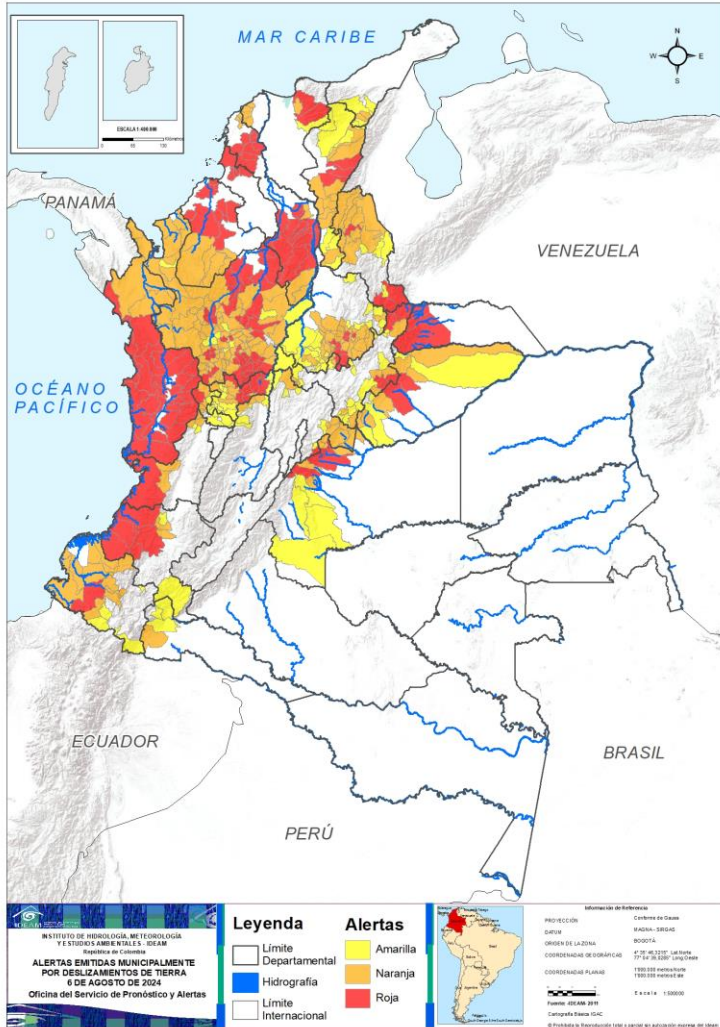 MAR CARIBE
N
W
E
S
ESCALA 1:400.000
PANAMÁ
VENEZUELA
OCÉANO
PACÍFICO
ECUADOR
BRASIL
PERÚ
IDEAM
INSTITUTO DE HIDROLOGÍA, METEOROLOGÍA
Y ESTUDIOS AMBIENTALES - IDEAM
República de Colombia
ALERTAS EMITIDAS MUNICIPALMENTE
POR DESLIZAMIENTOS DE TIERRA
6 DE AGOSTO DE 2024
Oficina del Servicio de Pronóstico y Alertas
Leyenda
Límite
Departamental
Hidrografía
Límite
Internacional
Alertas
Amarilla
Naranja
Roja
Información de Referencia
PROYECCIÓN
Conforme de Gauss
DATUM
MAGNA - SIRGAS
ORIGEN DE LA ZONA
BOGOTÁ
COORDENADAS GEOGRÁFICAS
COORDENADAS PLANAS
Cartografía Básica IGAC